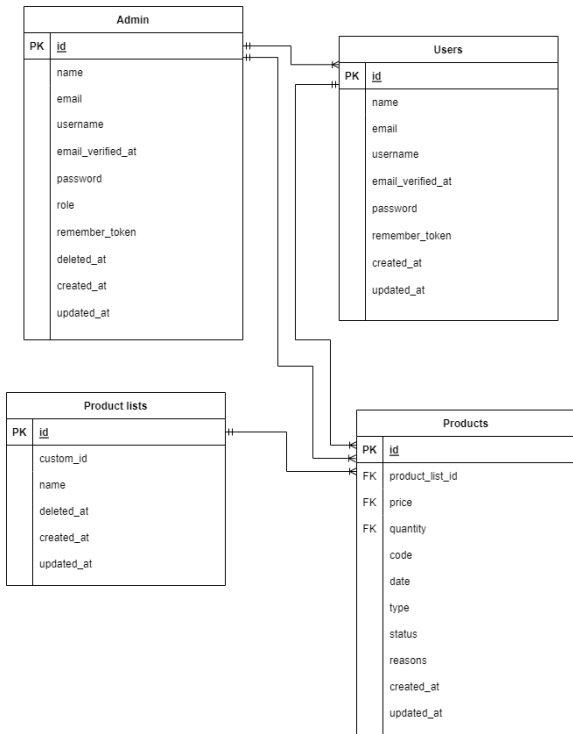 Admin
PK id
name
email
username
email_verified_at
password
role
remember_token
deleted_at
created_at
updated_at
Users
PK id
name
email
username
email_verified_at
password
remember_token
created_at
updated_at
Product lists
PK id
custom_id
name
deleted_at
created_at
updated_at
Products
PK id
FK product_list_id
FK price
FK quantity
code
date
type
status
reasons
created_at
updated_at